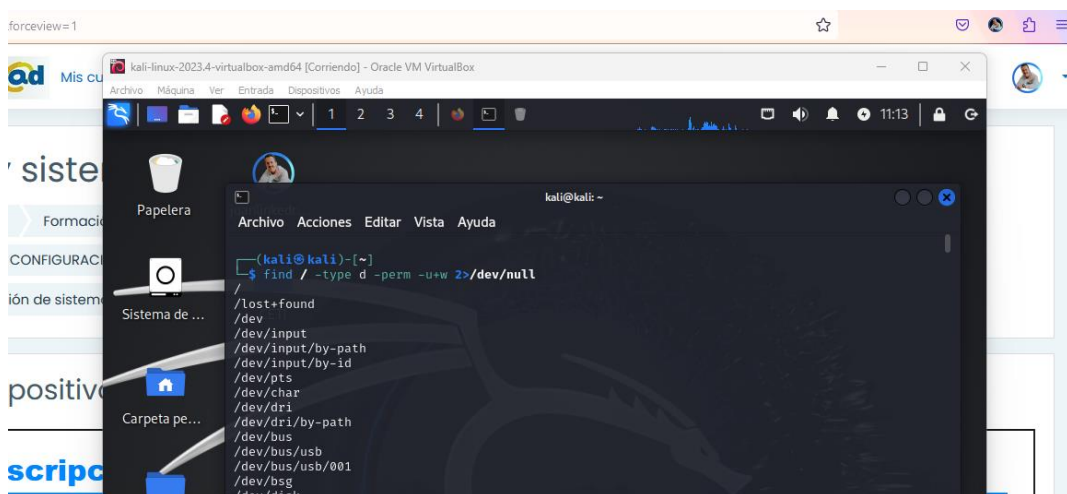 forceview=1
ad
Mis cu
kali-linux-2023.4-virtualbox-amd64 [Corriendo] - Oracle VM VirtualBox
Archivo Máquina Ver Entrada Dispositivos Ayuda
1 2 3 4
11:13
y siste
Papelera
kali@kali: ~
Formació
Archivo Acciones Editar Vista Ayuda
CONFIGURACI
(kali㉿kali)-[~]
$ find / -type d -perm -u+w 2>/dev/null
/
ión de sistem
/lost+found
Sistema de ...
/dev
/dev/input
/dev/input/by-path
/dev/input/by-id
/dev/pts
positivo
/dev/char
/dev/dri
Carpeta pe...
/dev/dri/by-path
/dev/bus
/dev/bus/usb
scripc
/dev/bus/usb/001
/dev/bsg